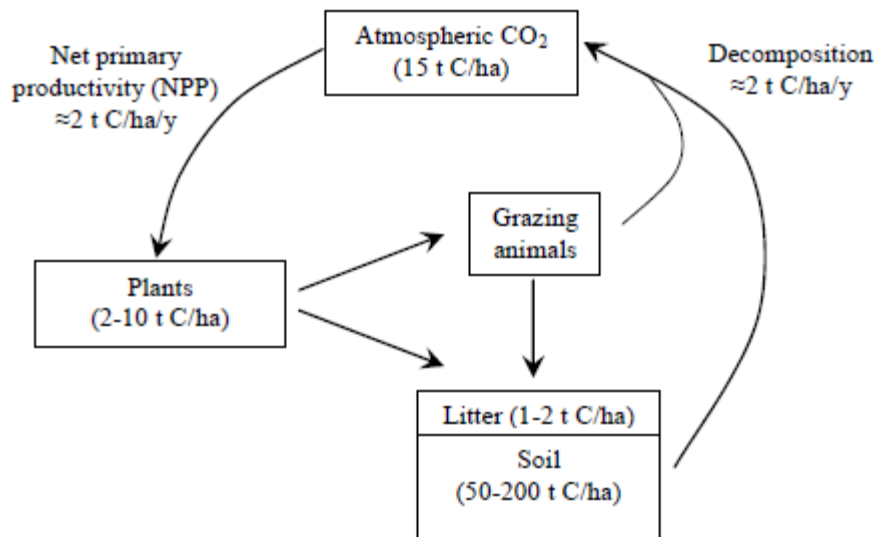 Atmospheric CO₂
(15 t C/ha)
Net primary
productivity (NPP)
≈2 t C/ha/y
Decomposition
≈2 t C/ha/y
Grazing
animals
Plants
(2-10 t C/ha)
Litter (1-2 t C/ha)
Soil
(50-200 t C/ha)